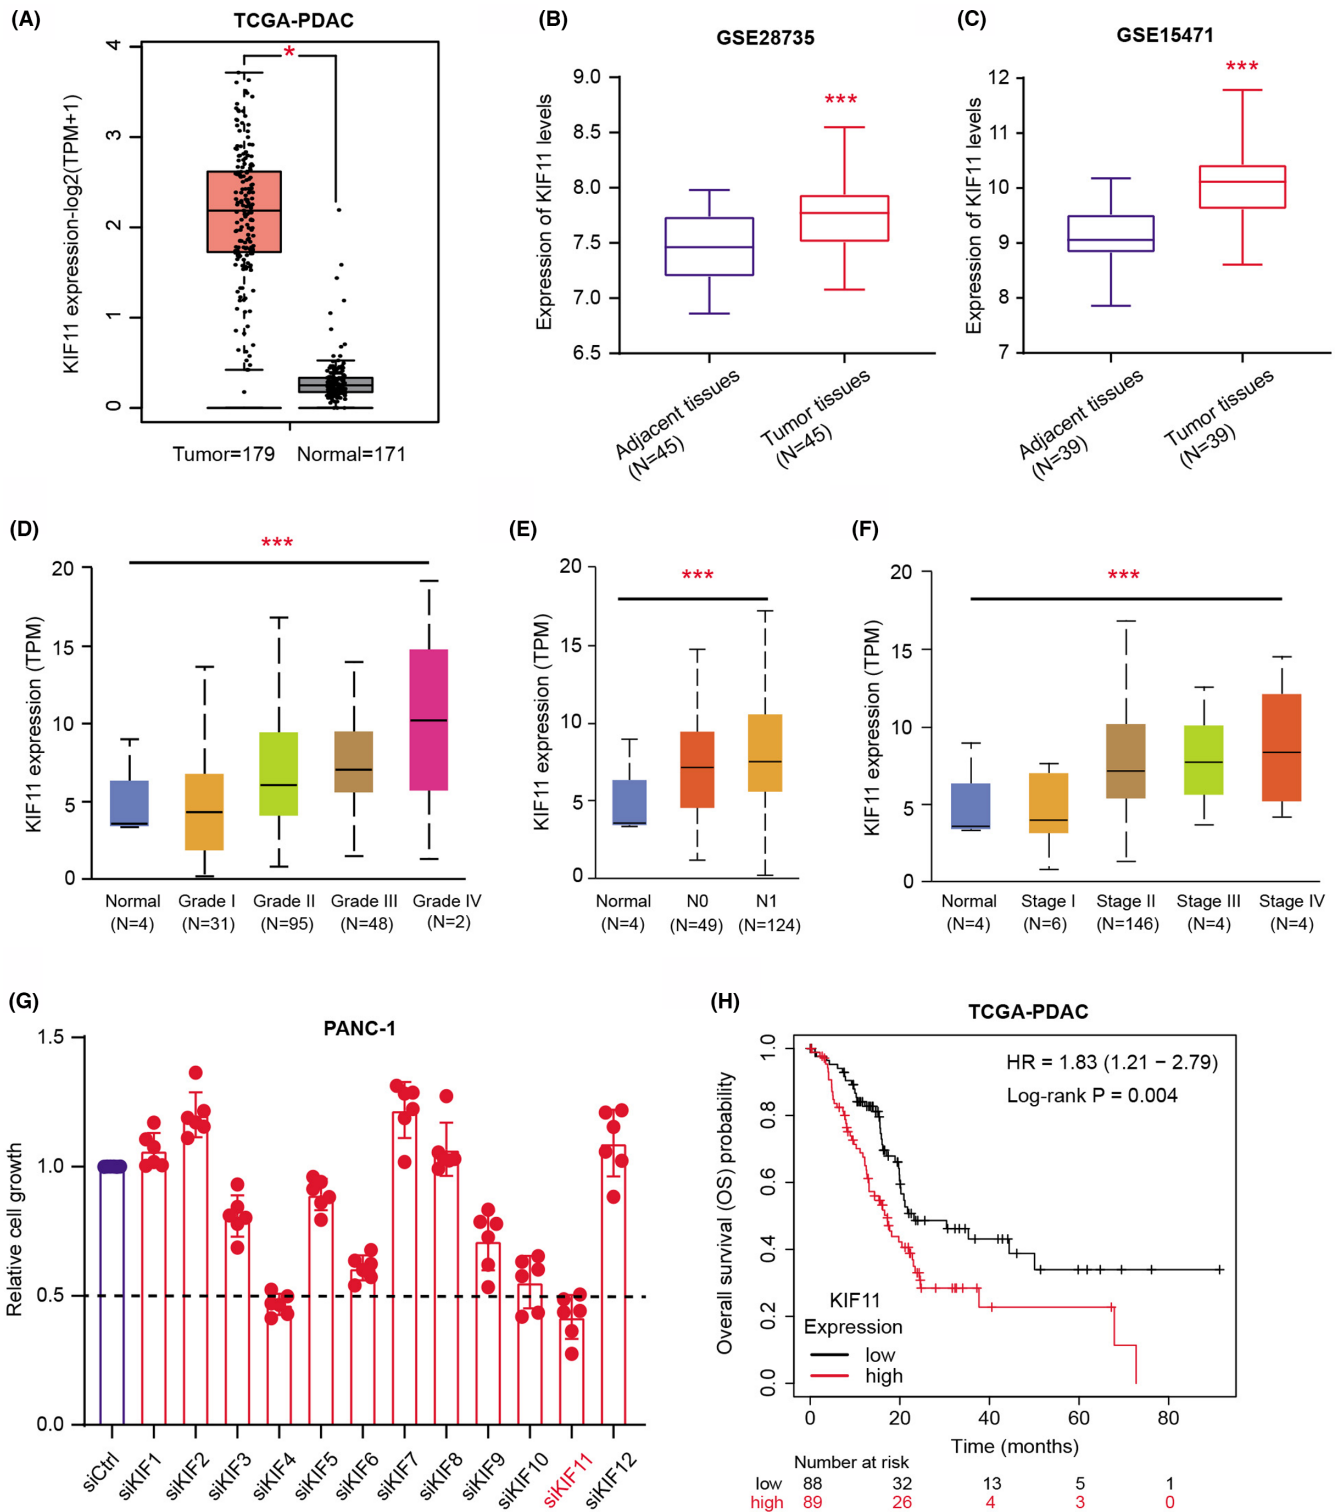 (A)
TCGA-PDAC
KIF11 expression-log2(TPM+1)
4
3
2
1
0
*
Tumor=179 Normal=171
(B)
GSE28735
Expression of KIF11 levels
9.0
8.0
7.5
7.0
6.5
***
Adjacent tissues
(N=45)
Tumor tissues
(N=45)
(C)
GSE15471
Expression of KIF11 levels
12
11
10
9
8
7
***
Adjacent tissues
(N=39)
Tumor tissues
(N=39)
(D)
KIF11 expression (TPM)
20
15
10
5
0
***
Normal Grade I Grade II Grade III Grade IV
(N=4) (N=31) (N=95) (N=48) (N=2)
(E)
KIF11 expression (TPM)
20
15
10
5
0
***
Normal N0 N1
(N=4) (N=49) (N=124)
(F)
KIF11 expression (TPM)
20
15
10
5
0
***
Normal Stage I Stage II Stage III Stage IV
(N=4) (N=6) (N=146) (N=4) (N=4)
(G)
PANC-1
Relative cell growth
1.5
1.0
0.5
0.0
siCtrl
siKIF1
siKIF2
siKIF3
siKIF4
siKIF5
siKIF6
siKIF7
siKIF8
siKIF9
siKIF10
siKIF11
siKIF12
(H)
TCGA-PDAC
Overall survival (OS) probability
1.0
0.8
0.6
0.4
0.2
0.0
HR = 1.83 (1.21 − 2.79)
Log-rank P = 0.004
KIF11
Expression
low
high
0 20 40 60 80
Time (months)
Number at risk
low 88 32 13 5 1
high 89 26 4 3 0